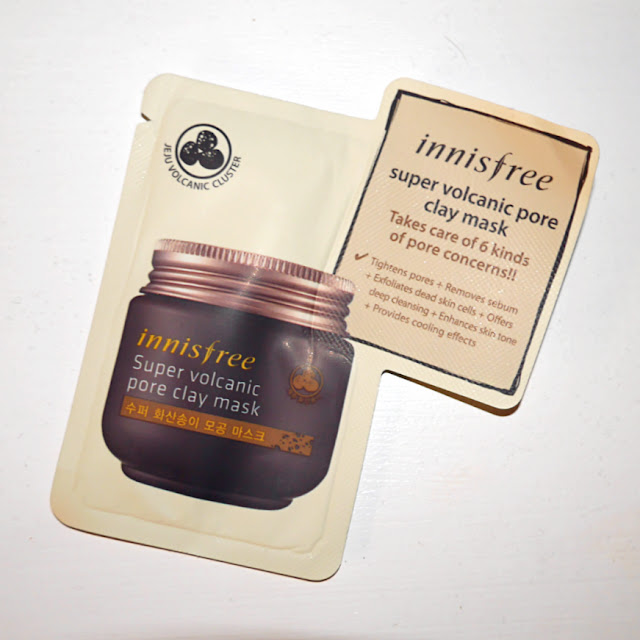 JEJU VOLCANIC CLUSTER
innisfree
Super volcanic
pore clay mask
수퍼 화산송이 모공 마스크
innisfree
super volcanic pore
clay mask
Takes care of 6 kinds
of pore concerns!!
✓ Tightens pores + Removes sebum
+ Exfoliates dead skin cells + Offers
deep cleansing + Enhances skin tone
+ Provides cooling effects